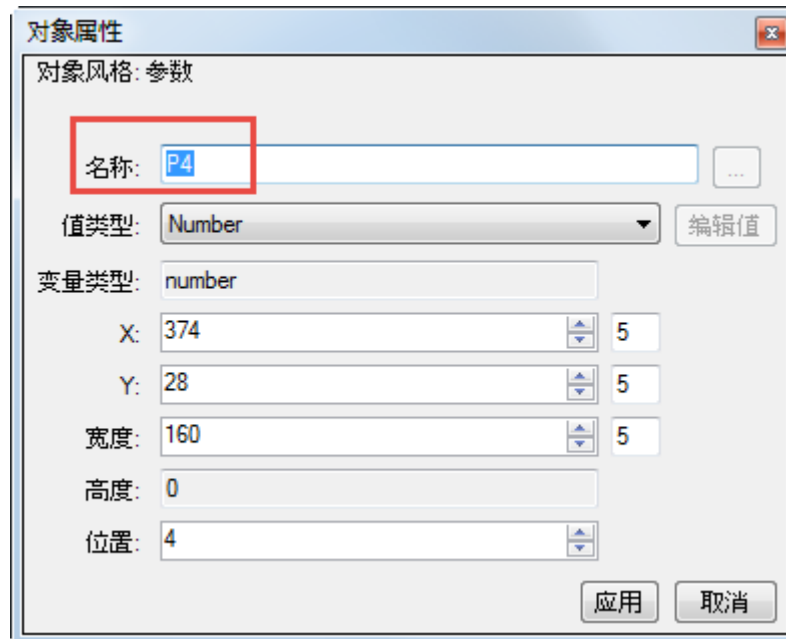 对象属性
对象风格: 参数
名称: P4 ...
值类型: Number 编辑值
变量类型: number
X: 374 5
Y: 28 5
宽度: 160 5
高度: 0
位置: 4
应用 取消